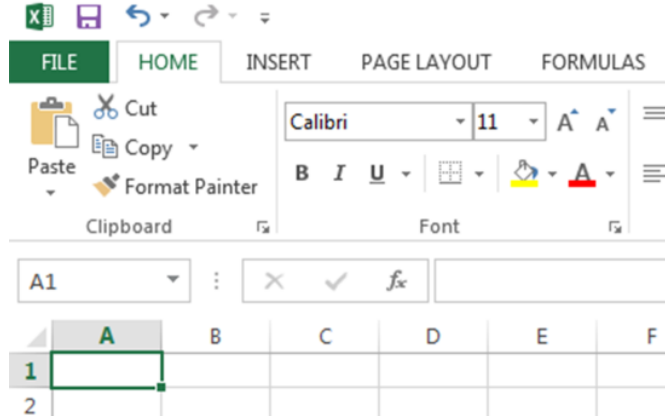 FILE HOME INSERT PAGE LAYOUT FORMULAS
Cut
Calibri 11 A A
Copy
Paste
B I U A
Format Painter
Clipboard Font
A1 fx
A B C D E F
1
2